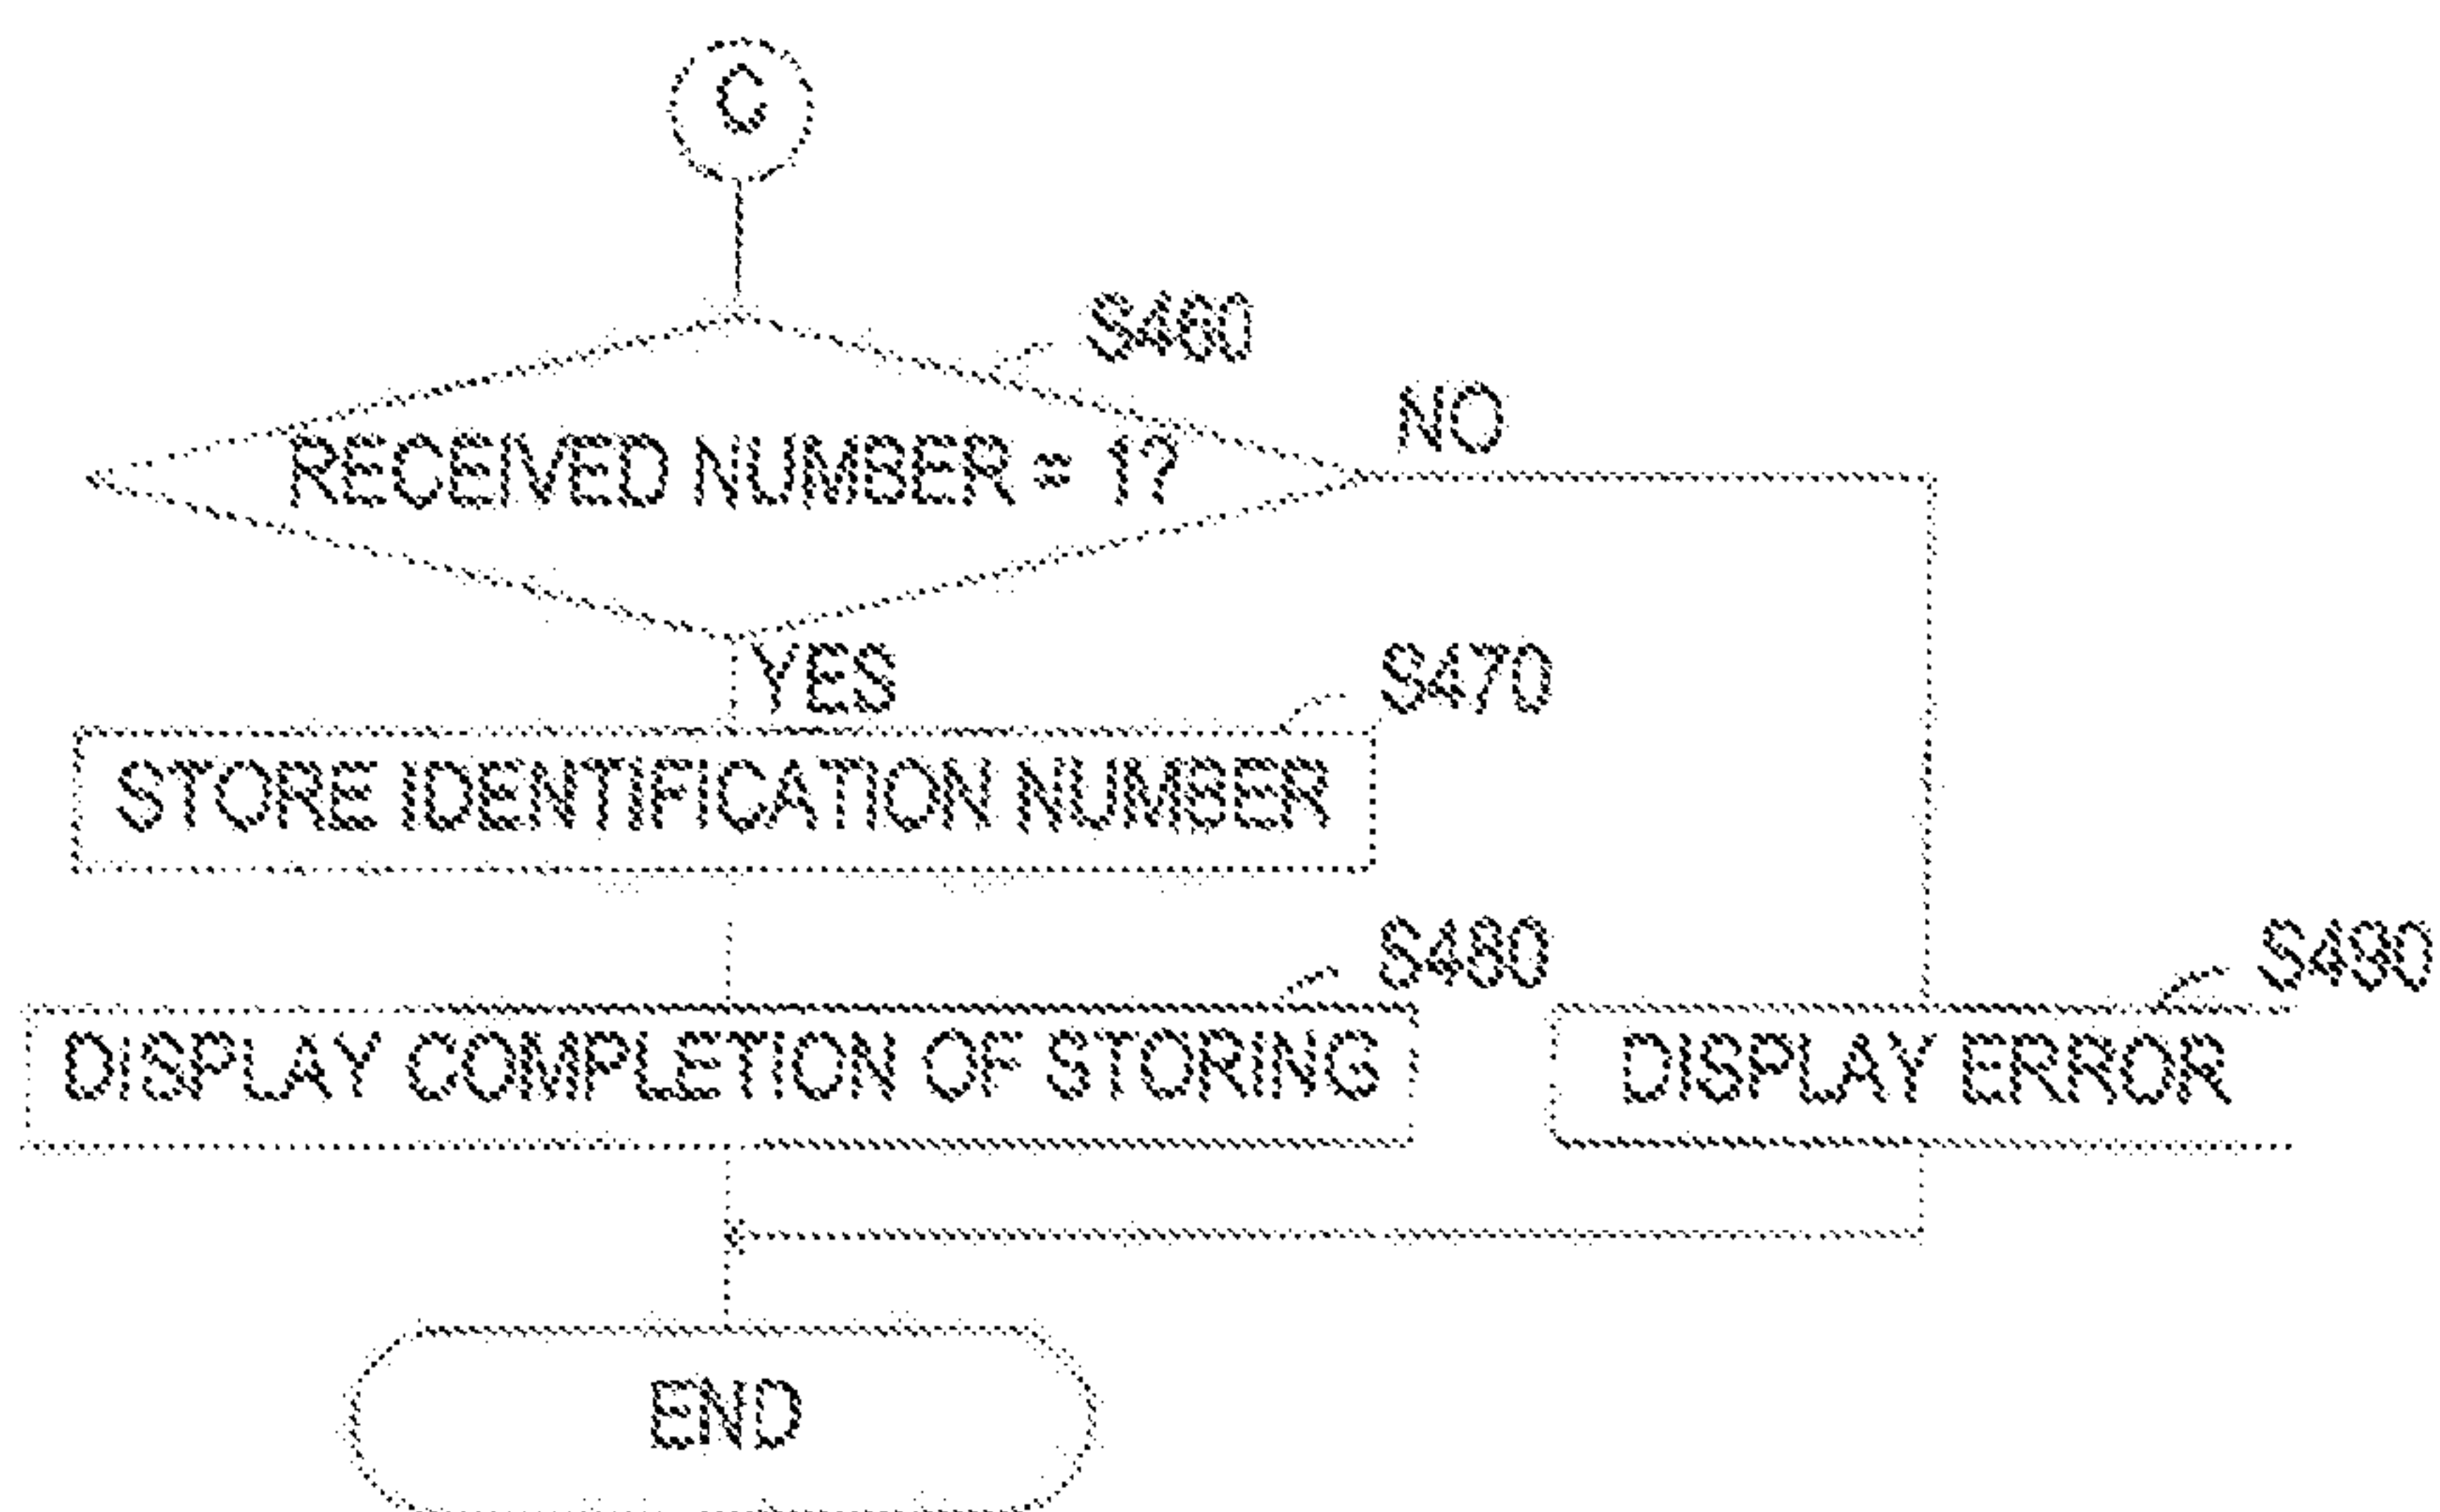 C
S460
NO
RECEIVED NUMBER = 1?
YES
S470
STORE IDENTIFICATION NUMBER
S480
S490
DISPLAY COMPLETION OF STORING
DISPLAY ERROR
END